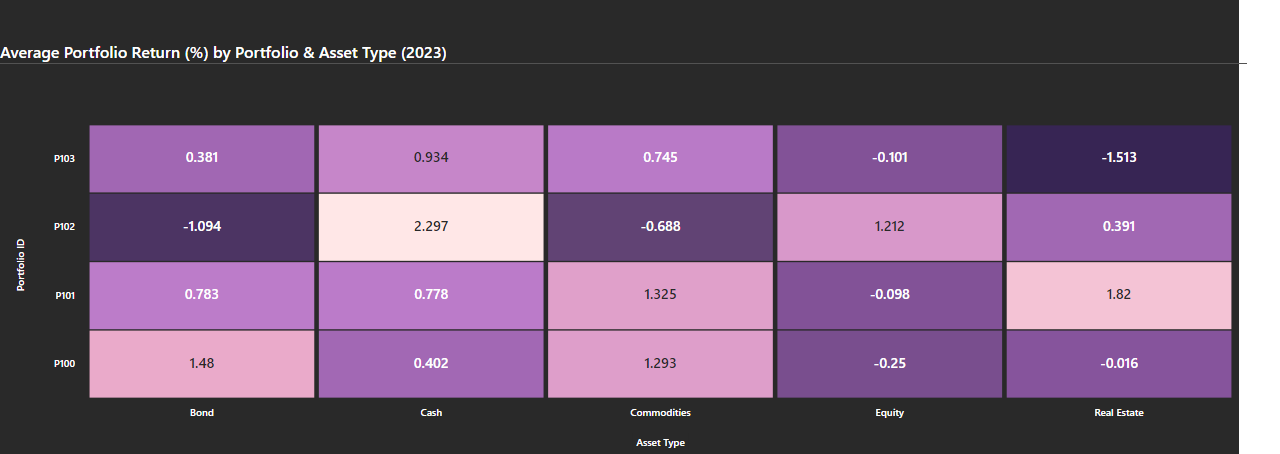 Average Portfolio Return (%) by Portfolio & Asset Type (2023)
Portfolio ID
P103 0.381 0.934 0.745 -0.101 -1.513
P102 -1.094 2.297 -0.688 1.212 0.391
P101 0.783 0.778 1.325 -0.098 1.82
P100 1.48 0.402 1.293 -0.25 -0.016
Bond Cash Commodities Equity Real Estate
Asset Type